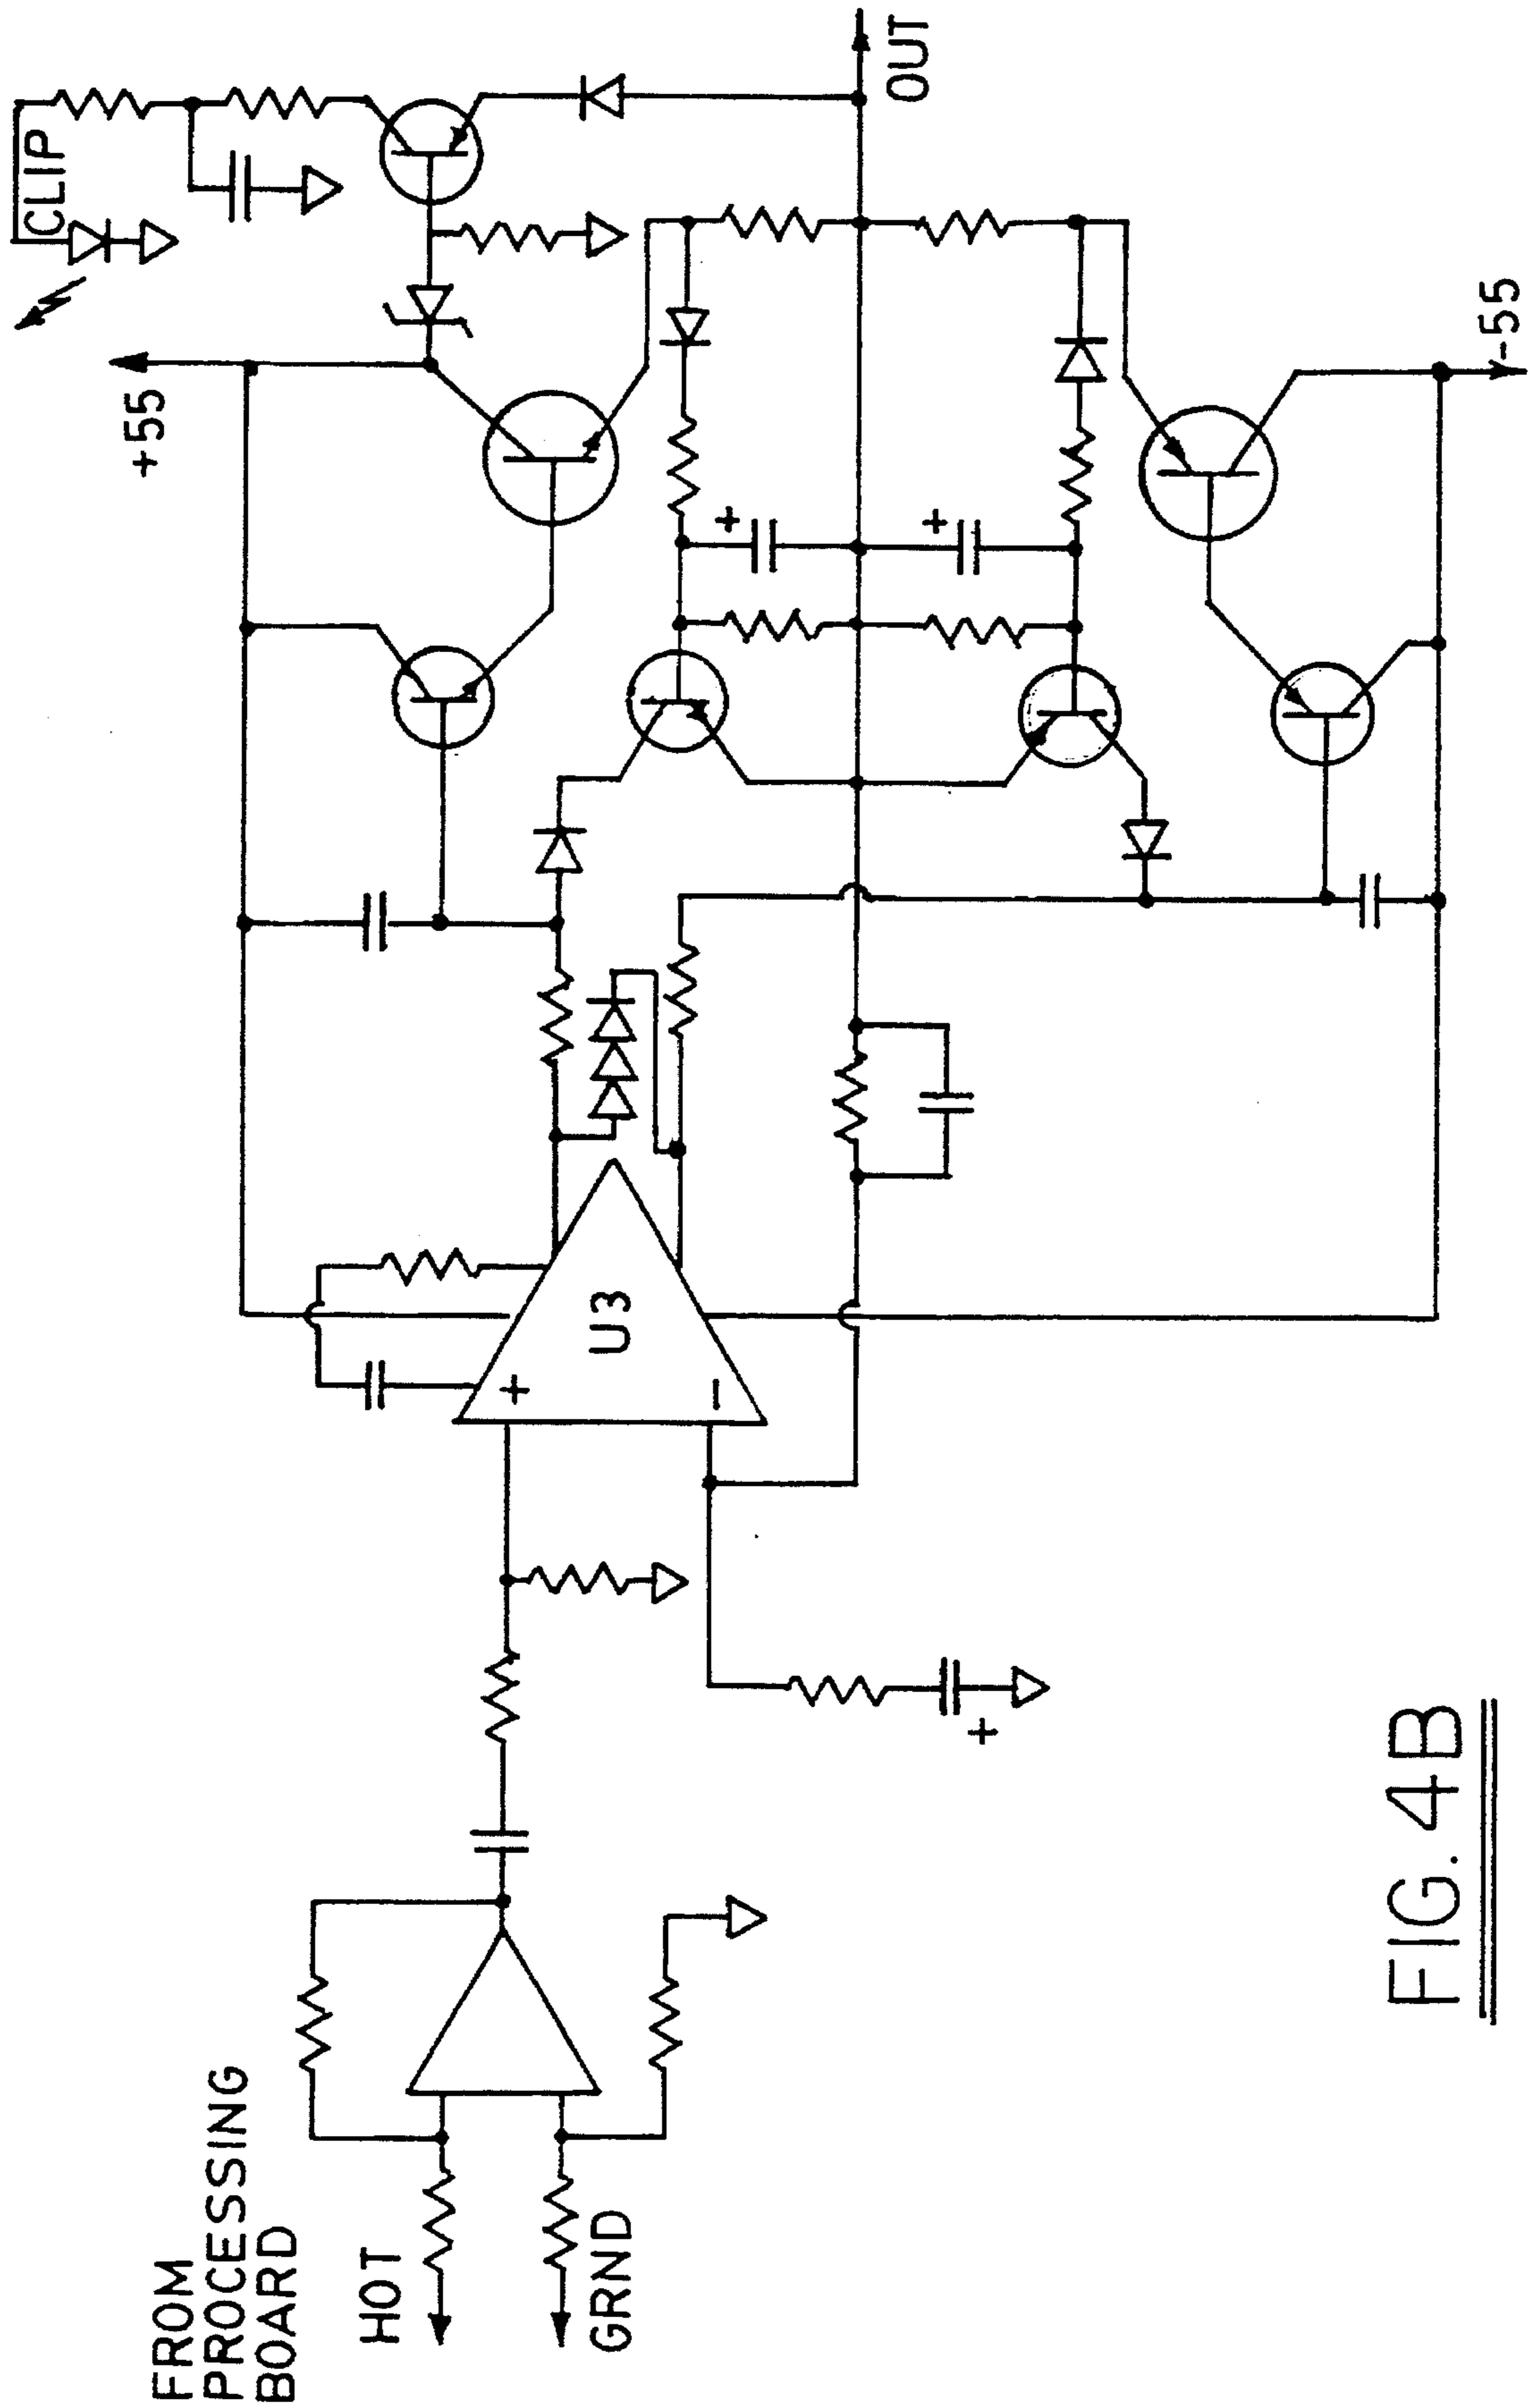 FROM
PROCESSING
BOARD
HOT
GRND
+
U3
−
+
+55
+
+
CLIP
OUT
-55
FIG. 4B